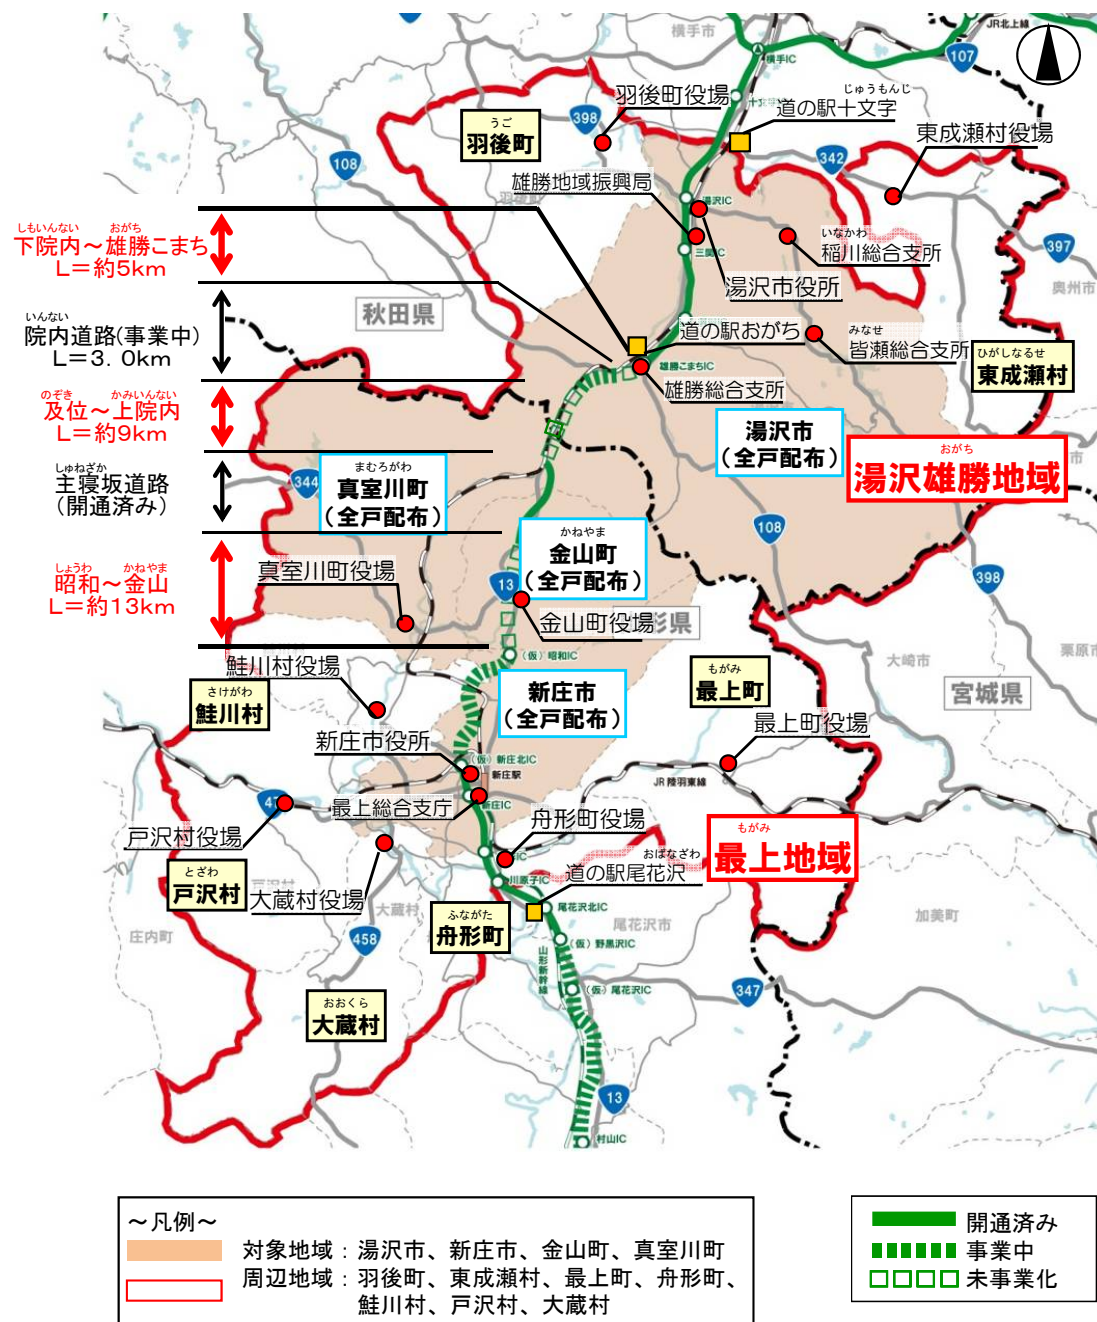 横手市
JR北上線
横手IC
107
じゅうもんじ
羽後町役場
道の駅十文字
398
うご
羽後町
342
東成瀬村役場
108
雄勝地域振興局
羽後町
湯沢IC
しもいんない おがち
下院内～雄勝こまち
L=約5km
いなかわ
稲川総合支所
397
三関IC
湯沢市役所
奥州市
秋田県
いんない
院内道路(事業中)
L=3.0km
道の駅おがち
みなせ
皆瀬総合支所
ひがしなるせ
東成瀬村
雄勝こまちIC
雄勝総合支所
のぞき かみいんない
及位～上院内
L=約9km
湯沢市
(全戸配布)
おがち
湯沢雄勝地域
しゅねざか
主寝坂道路
(開通済み)
344
まむろがわ
真室川町
(全戸配布)
108
かねやま
金山町
(全戸配布)
398
しょうわ かねやま
昭和～金山
L=約13km
真室川町役場
13
金山町役場
形県
栗原市
(仮)昭和IC
大崎市
鮭川村役場
さけがわ
鮭川村
新庄市
(全戸配布)
もがみ
最上町
宮城県
新庄市役所
最上町役場
(仮)新庄北IC
新庄駅
JR陸羽東線
最上総合支庁
新庄IC
47
戸沢村役場
舟形町役場
もがみ
最上地域
とざわ
戸沢村
大蔵村役場
おばなざわ
道の駅尾花沢
川原子IC
大蔵村
尾花沢北IC
尾花沢市
加美町
ふながた
舟形町
庄内町
458
(仮)野黒沢IC
山形新幹線
(仮)尾花沢IC
347
おおくら
大蔵村
13
村山IC
～凡例～
対象地域：湯沢市、新庄市、金山町、真室川町
周辺地域：羽後町、東成瀬村、最上町、舟形町、
鮭川村、戸沢村、大蔵村
開通済み
事業中
未事業化